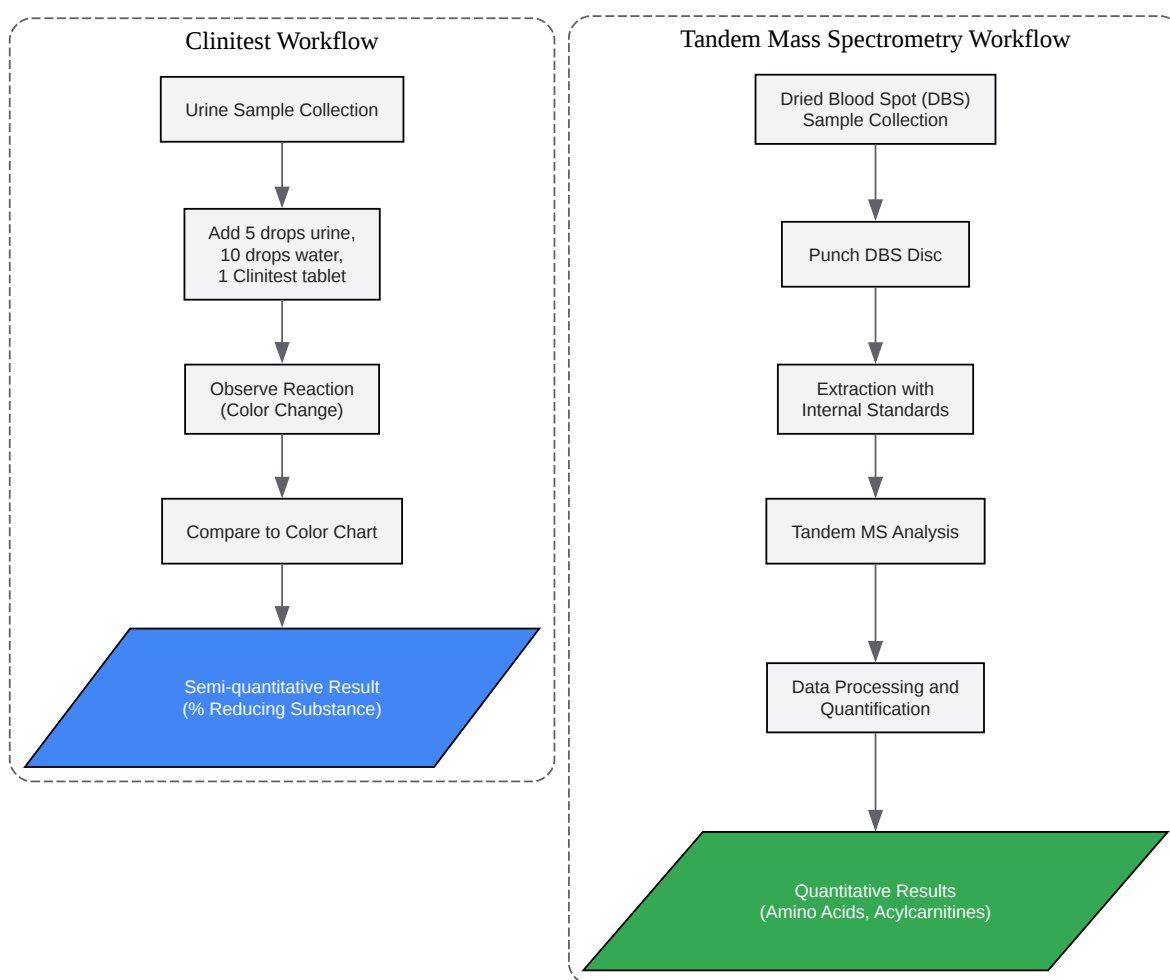 Clinitest Workflow
Urine Sample Collection
Add 5 drops urine,
10 drops water,
1 Clinitest tablet
Observe Reaction
(Color Change)
Compare to Color Chart
Semi-quantitative Result
(% Reducing Substance)
Tandem Mass Spectrometry Workflow
Dried Blood Spot (DBS)
Sample Collection
Punch DBS Disc
Extraction with
Internal Standards
Tandem MS Analysis
Data Processing and
Quantification
Quantitative Results
(Amino Acids, Acylcarnitines)